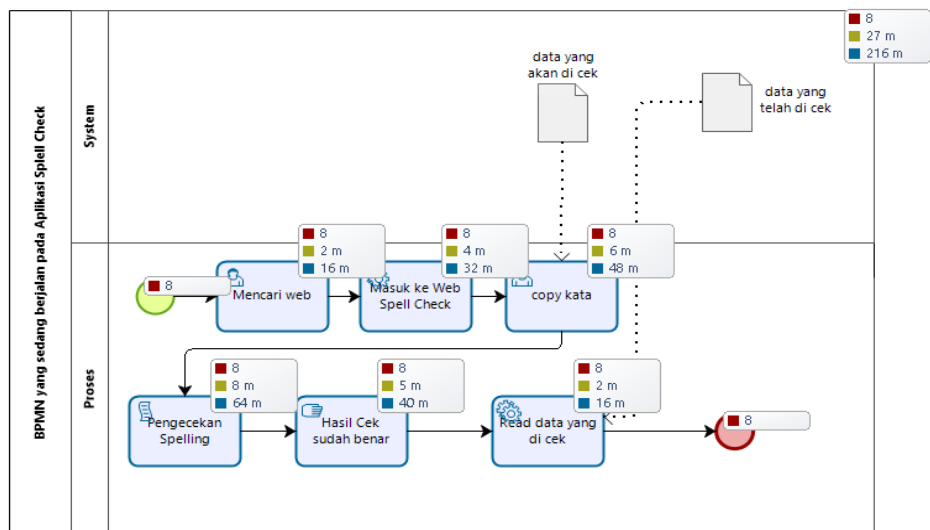 BPMN yang sedang berjalan pada Aplikasi Splell Check
System
8
27 m
216 m
data yang
akan di cek
data yang
telah di cek
Proses
8
8
2 m
16 m
Mencari web
8
4 m
32 m
Masuk ke Web
Spell Check
8
6 m
48 m
copy kata
8
8 m
64 m
Pengecekan
Spelling
8
5 m
40 m
Hasil Cek
sudah benar
8
2 m
16 m
Read data yang
di cek
8